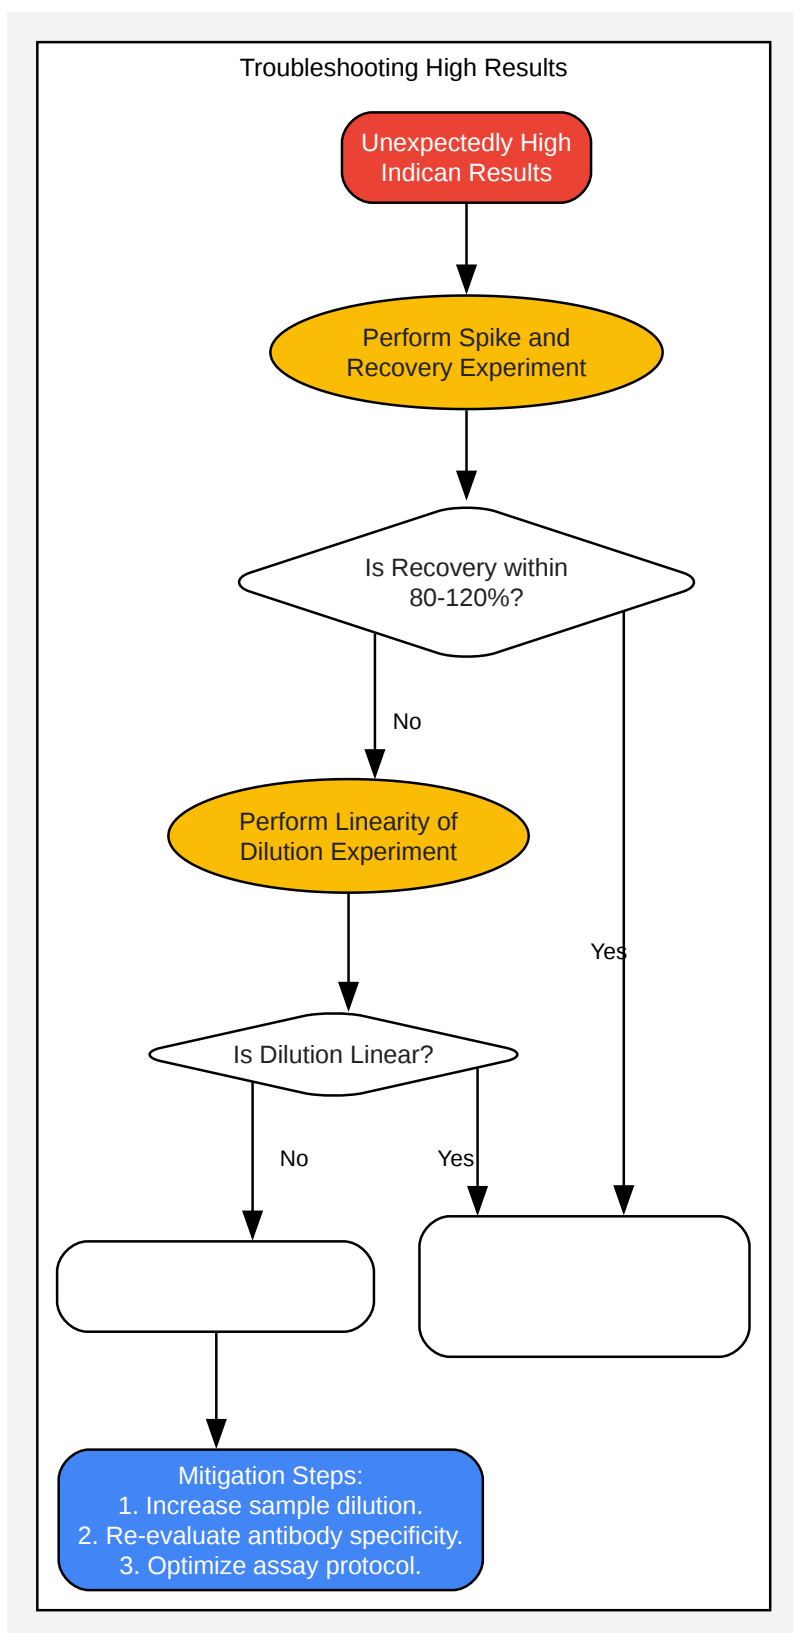 Troubleshooting High Results
Unexpectedly High
Indican Results
Perform Spike and
Recovery Experiment
Is Recovery within
80-120%?
No
Perform Linearity of
Dilution Experiment
Yes
Is Dilution Linear?
No
Yes
Mitigation Steps:
1. Increase sample dilution.
2. Re-evaluate antibody specificity.
3. Optimize assay protocol.